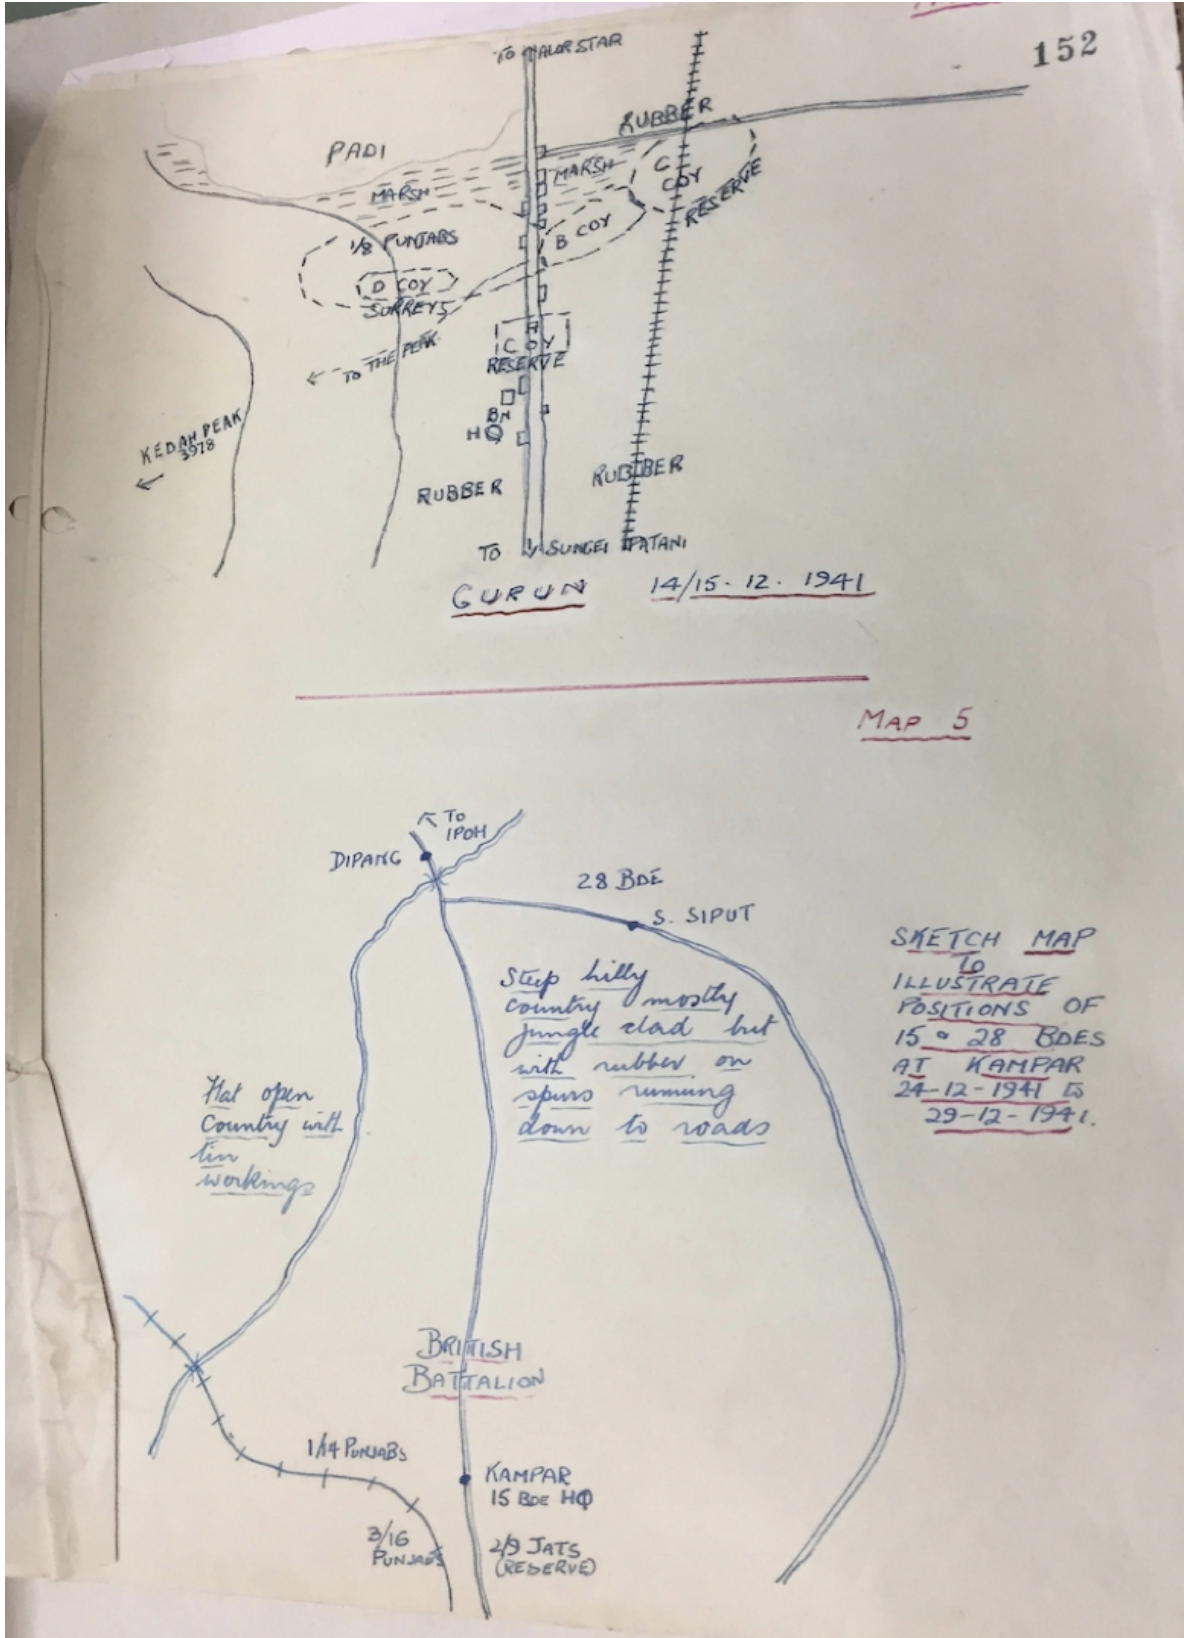 152
TO ALOR STAR
RUBBER
PADI
MARSH
MARSH
C
COY
RESERVE
1/8 PUNJABS
B COY
D COY
SURREYS
A
COY
RESERVE
← TO THE PEAK
BN
HQ
KEDAH PEAK
3978
←
RUBBER
RUBBER
TO SUNGEI PATANI
GURUN 14/15-12-1941
MAP 5
TO
IPOH
DIPANG
28 BDE
S. SIPUT
Steep hilly
country mostly
jungle clad but
with rubber on
spurs running
down to roads
SKETCH MAP
To
ILLUSTRATE
POSITIONS OF
15 & 28 BDES
AT KAMPAR
24-12-1941 to
29-12-1941.
Flat open
Country with
tin
workings
BRITISH
BATTALION
1/14 PUNJABS
KAMPAR
15 BDE HQ
3/16
PUNJABS
2/9 JATS
(RESERVE)